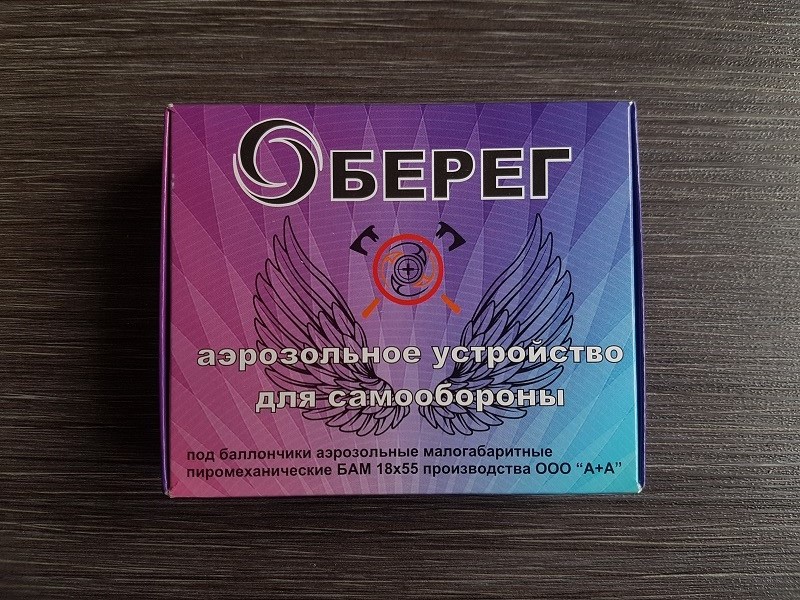 ОБЕРЕГ
аэрозольное устройство
для самообороны
под баллончики аэрозольные малогабаритные
пиромеханические БАМ 18х55 производства ООО “А+А”